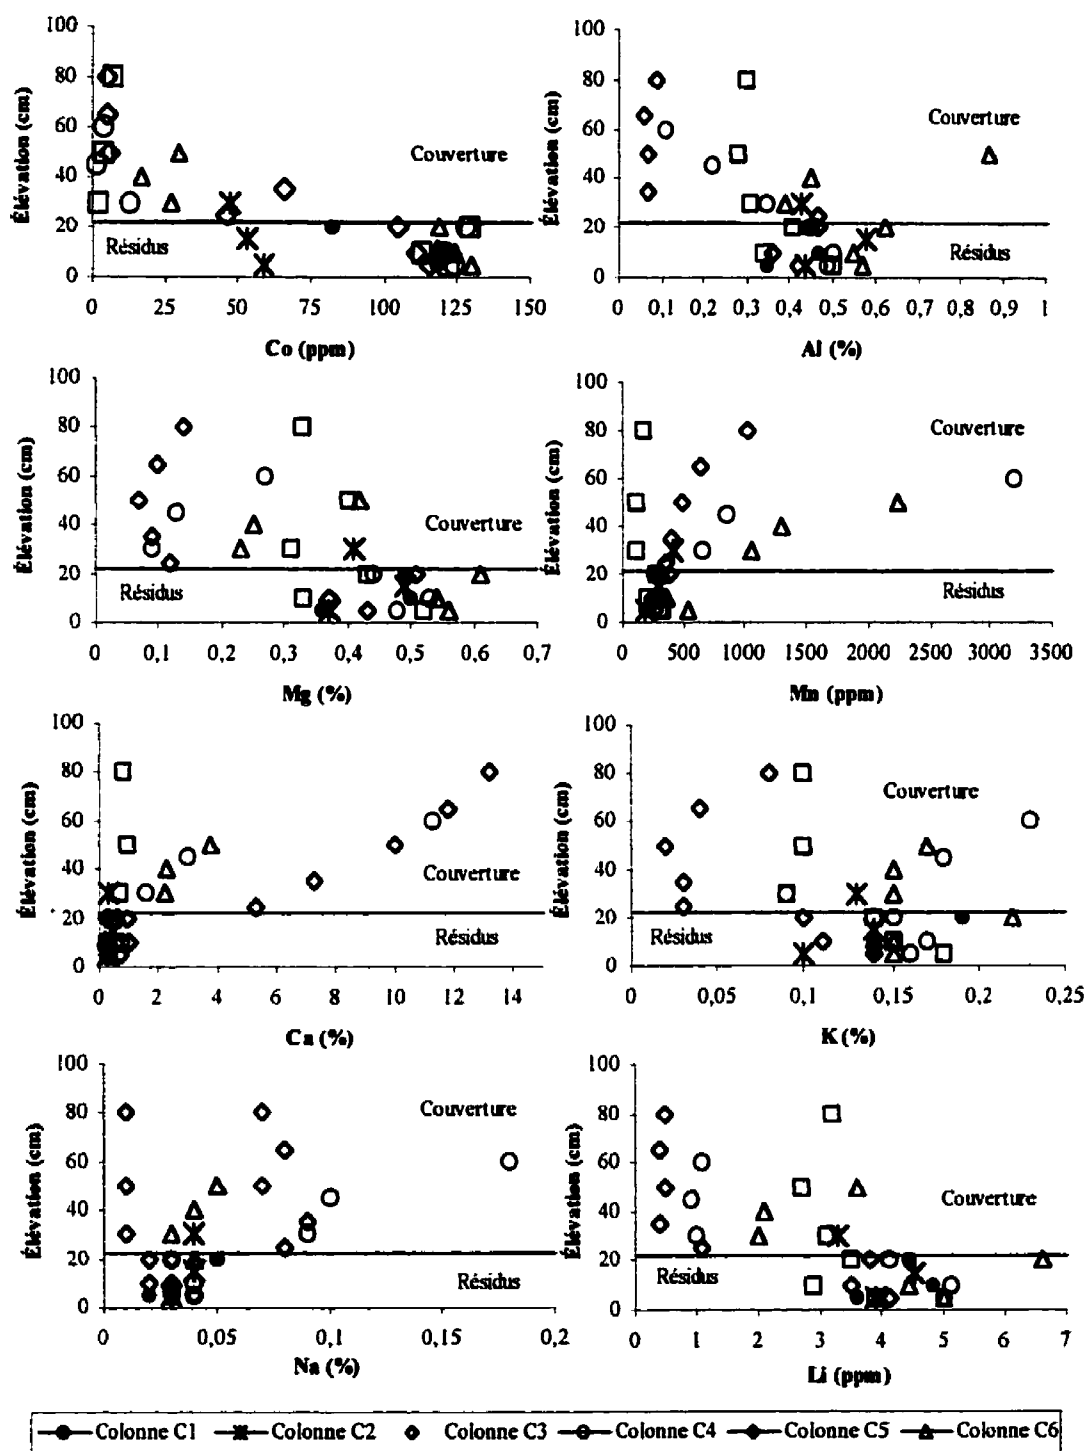 100
80
60
40
20
0
Élévation (cm)
Couverture
Résidus
0 25 50 75 100 125 150
Co (ppm)
100
80
60
40
20
0
Élévation (cm)
Couverture
Résidus
0 0,1 0,2 0,3 0,4 0,5 0,6 0,7 0,8 0,9 1
Al (%)
100
80
60
40
20
0
Élévation (cm)
Couverture
Résidus
0 0,1 0,2 0,3 0,4 0,5 0,6 0,7
Mg (%)
100
80
60
40
20
0
Élévation (cm)
Couverture
Résidus
0 500 1000 1500 2000 2500 3000 3500
Mn (ppm)
100
80
60
40
20
0
Élévation (cm)
Couverture
Résidus
0 2 4 6 8 10 12 14
Ca (%)
100
80
60
40
20
0
Élévation (cm)
Couverture
Résidus
0 0,05 0,1 0,15 0,2 0,25
K (%)
100
80
60
40
20
0
Élévation (cm)
Couverture
Résidus
0 0,05 0,1 0,15 0,2
Na (%)
100
80
60
40
20
0
Élévation (cm)
Couverture
Résidus
0 1 2 3 4 5 6 7
Li (ppm)
Colonne C1 Colonne C2 Colonne C3 Colonne C4 Colonne C5 Colonne C6